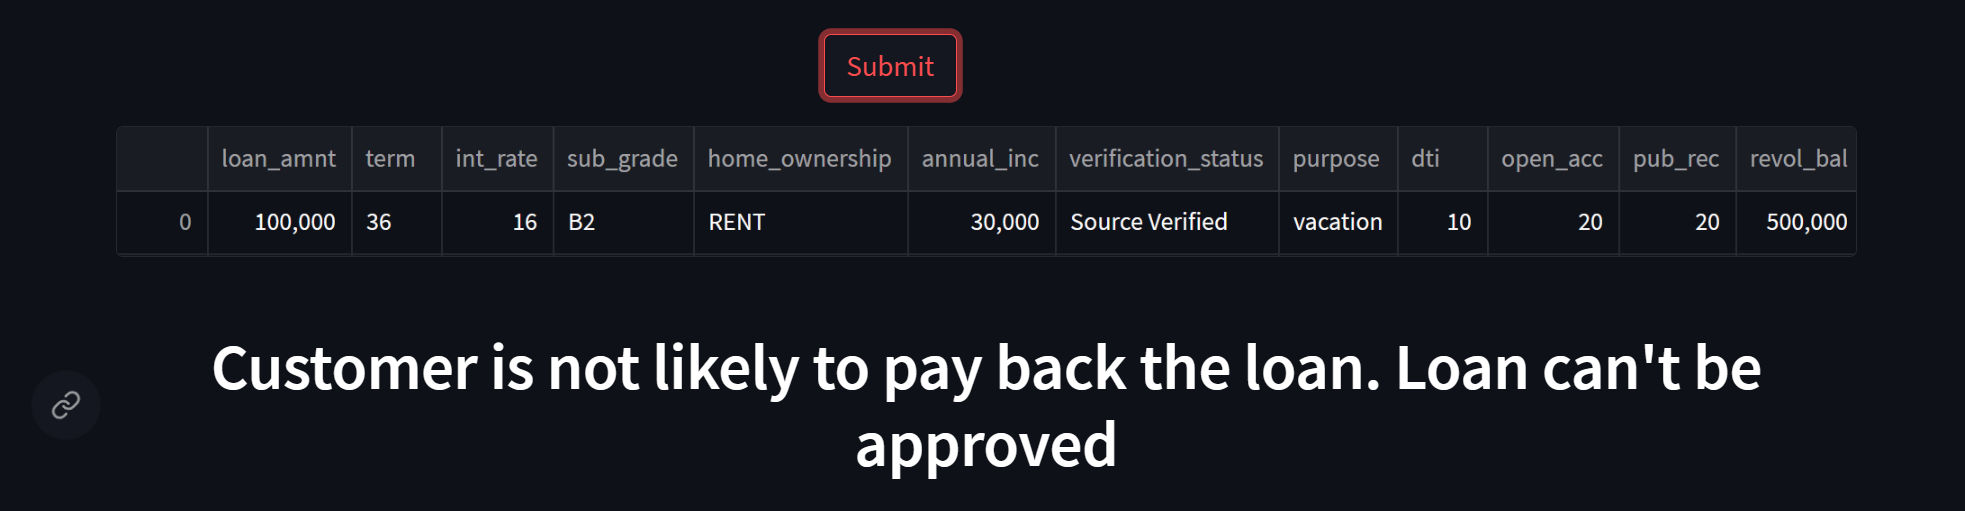 Submit
loan_amnt term int_rate sub_grade home_ownership annual_inc verification_status purpose dti open_acc pub_rec revol_bal
0 100,000 36 16 B2 RENT 30,000 Source Verified vacation 10 20 20 500,000
Customer is not likely to pay back the loan. Loan can't be
approved